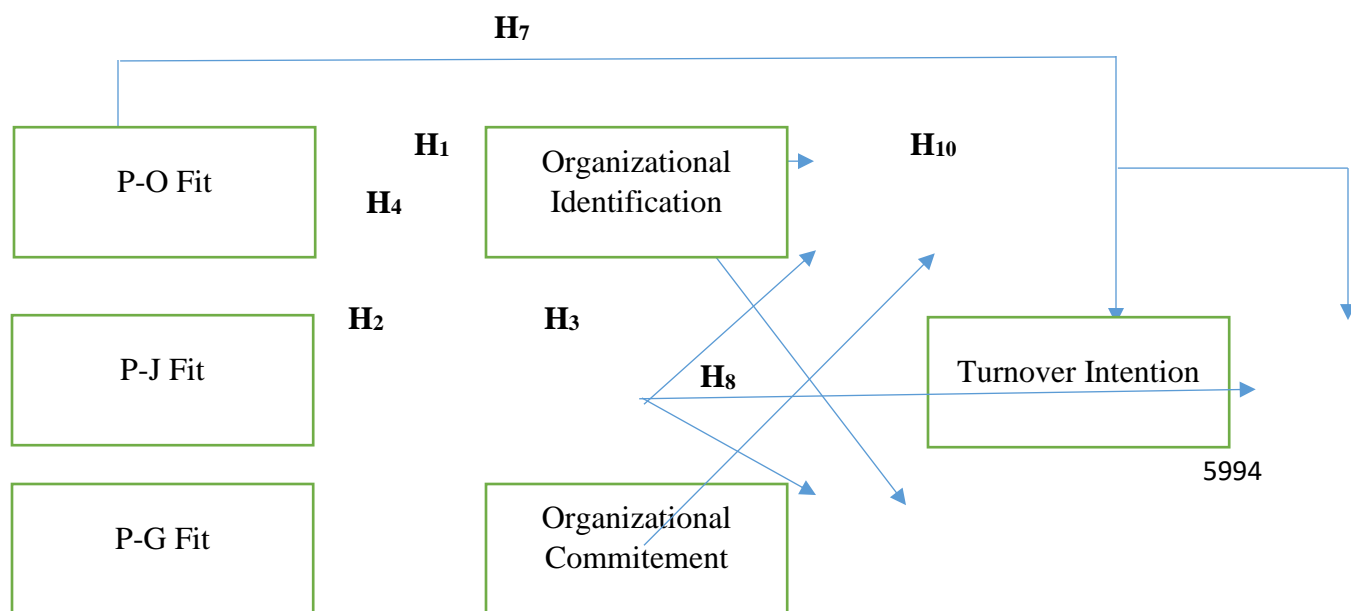 H7
H1
Organizational
Identification
H10
P-O Fit
H4
H2
H3
P-J Fit
H8
Turnover Intention
5994
P-G Fit
Organizational
Commitement